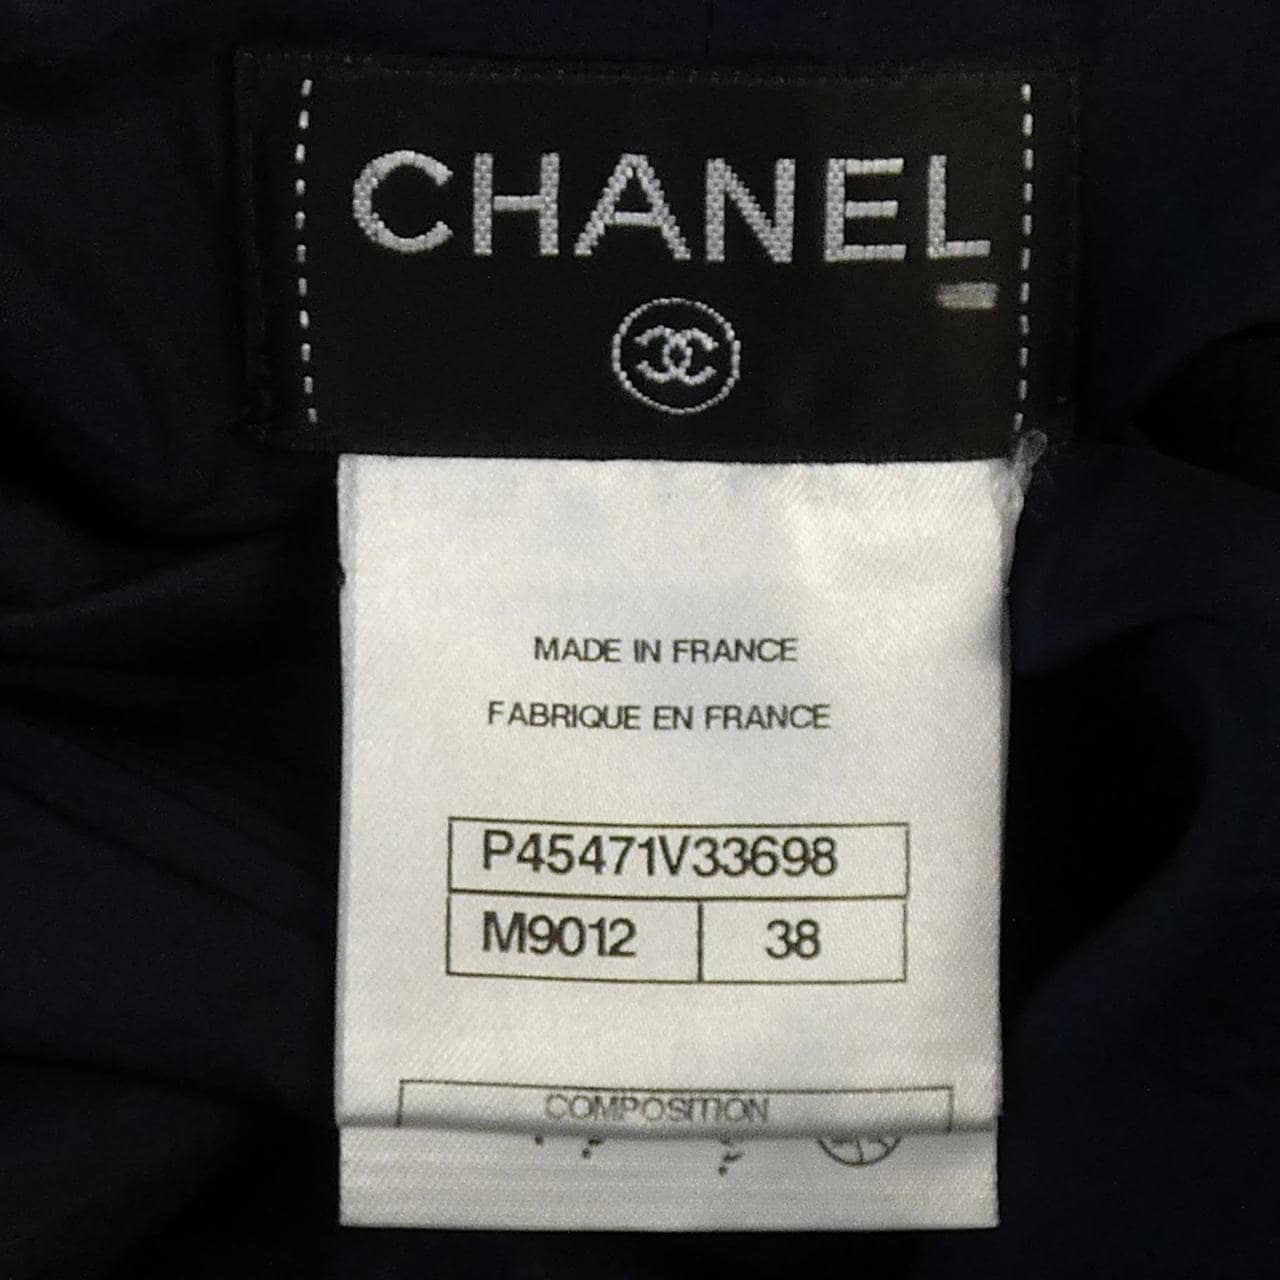 CHANEL
MADE IN FRANCE
FABRIQUE EN FRANCE
P45471V33698
M9012 38
COMPOSITION